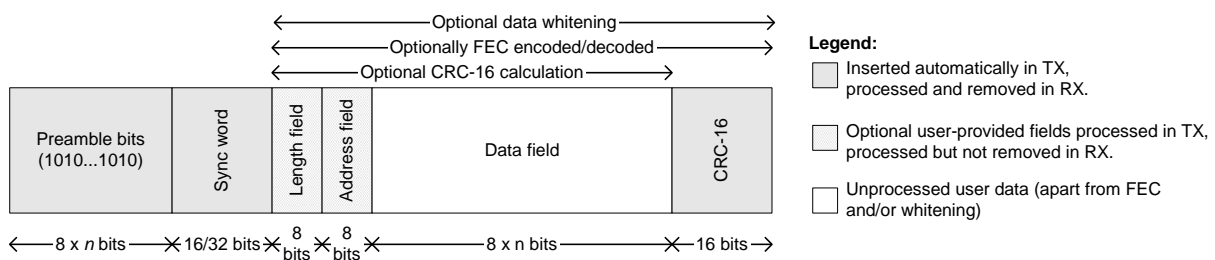 Optional data whitening
Optionally FEC encoded/decoded
Optional CRC-16 calculation
Preamble bits
(1010...1010)
Sync word
Length field
Address field
Data field
CRC-16
8 x n bits
16/32 bits
8
bits
8
bits
8 x n bits
16 bits
Legend:
Inserted automatically in TX,
processed and removed in RX.
Optional user-provided fields processed in TX,
processed but not removed in RX.
Unprocessed user data (apart from FEC
and/or whitening)